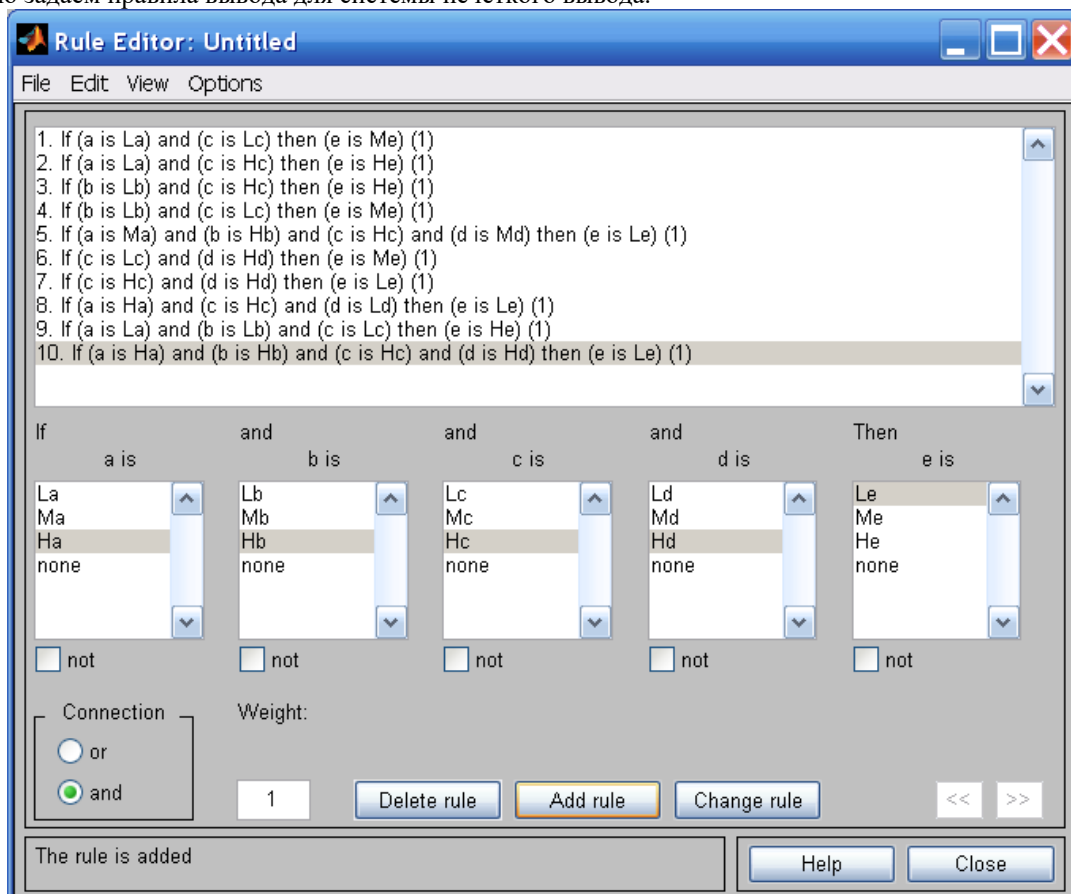 но задаем правила вывода для системы нечеткого вывода.
Rule Editor: Untitled
File Edit View Options
1. If (a is La) and (c is Lc) then (e is Me) (1)
2. If (a is La) and (c is Hc) then (e is He) (1)
3. If (b is Lb) and (c is Hc) then (e is He) (1)
4. If (b is Lb) and (c is Lc) then (e is Me) (1)
5. If (a is Ma) and (b is Hb) and (c is Hc) and (d is Md) then (e is Le) (1)
6. If (c is Lc) and (d is Hd) then (e is Me) (1)
7. If (c is Hc) and (d is Hd) then (e is Le) (1)
8. If (a is Ha) and (c is Hc) and (d is Ld) then (e is Le) (1)
9. If (a is La) and (b is Lb) and (c is Lc) then (e is He) (1)
10. If (a is Ha) and (b is Hb) and (c is Hc) and (d is Hd) then (e is Le) (1)
If and and and Then
a is b is c is d is e is
La Lb Lc Ld Le
Ma Mb Mc Md Me
Ha Hb Hc Hd He
none none none none none
not not not not not
Connection Weight:
or
and 1 Delete rule Add rule Change rule << >>
The rule is added Help Close